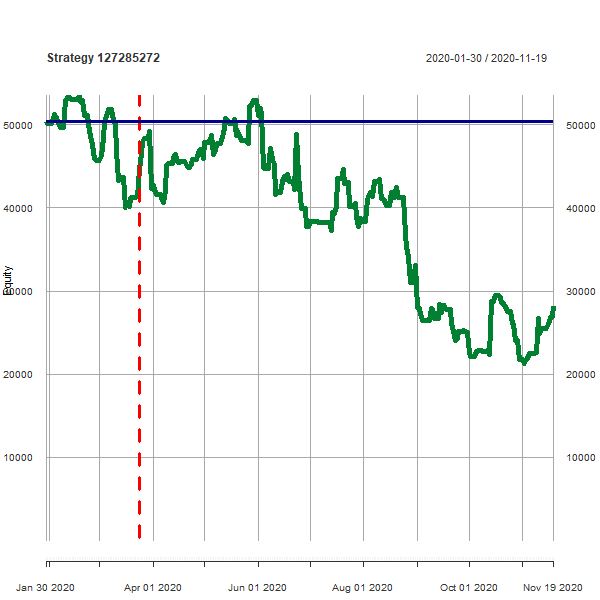 Strategy 127285272
2020-01-30 / 2020-11-19
50000
50000
40000
40000
Equity
30000
30000
20000
20000
10000
10000
Jan 30 2020
Apr 01 2020
Jun 01 2020
Aug 01 2020
Oct 01 2020
Nov 19 2020